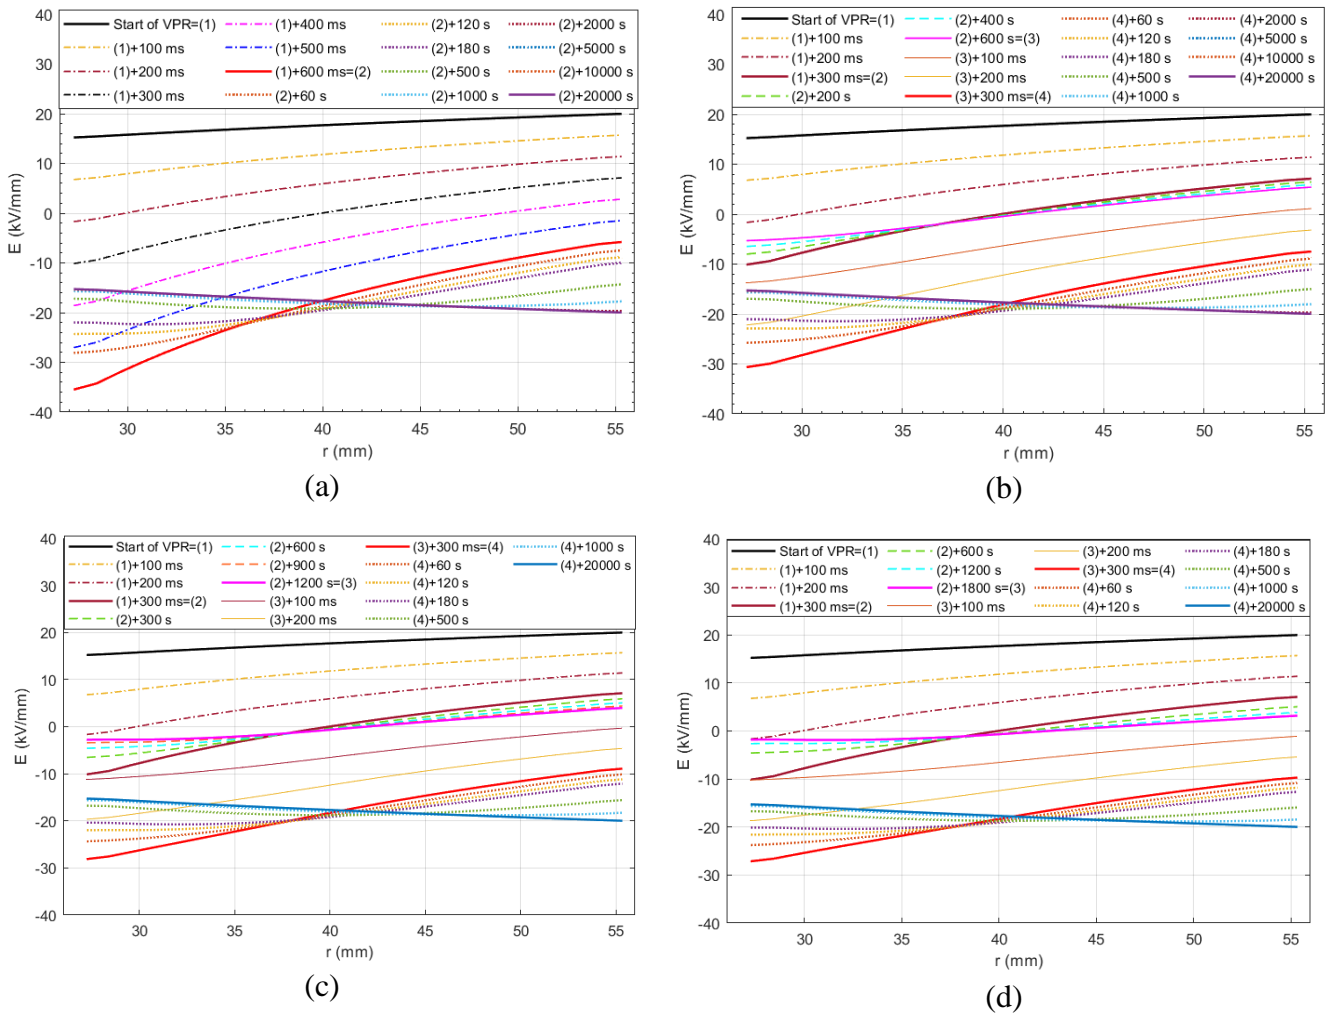 Start of VPR=(1)
(1)+100 ms
(1)+200 ms
(1)+300 ms
(1)+400 ms
(1)+500 ms
(1)+600 ms=(2)
(2)+60 s
(2)+120 s
(2)+180 s
(2)+500 s
(2)+1000 s
(2)+2000 s
(2)+5000 s
(2)+10000 s
(2)+20000 s
40
30
20
10
0
-10
-20
-30
-40
E (kV/mm)
30
35
40
45
50
55
r (mm)
(a)
Start of VPR=(1)
(1)+100 ms
(1)+200 ms
(1)+300 ms=(2)
(2)+200 s
(2)+400 s
(2)+600 s=(3)
(3)+100 ms
(3)+200 ms
(3)+300 ms=(4)
(4)+60 s
(4)+120 s
(4)+180 s
(4)+500 s
(4)+1000 s
(4)+2000 s
(4)+5000 s
(4)+10000 s
(4)+20000 s
40
30
20
10
0
-10
-20
-30
-40
E (kV/mm)
30
35
40
45
50
55
r (mm)
(b)
Start of VPR=(1)
(1)+100 ms
(1)+200 ms
(1)+300 ms=(2)
(2)+300 s
(2)+600 s
(2)+900 s
(2)+1200 s=(3)
(3)+100 ms
(3)+200 ms
(3)+300 ms=(4)
(4)+60 s
(4)+120 s
(4)+180 s
(4)+500 s
(4)+1000 s
(4)+20000 s
40
30
20
10
0
-10
-20
-30
-40
E (kV/mm)
30
35
40
45
50
55
r (mm)
(c)
Start of VPR=(1)
(1)+100 ms
(1)+200 ms
(1)+300 ms=(2)
(2)+600 s
(2)+1200 s
(2)+1800 s=(3)
(3)+100 ms
(3)+200 ms
(3)+300 ms=(4)
(4)+60 s
(4)+120 s
(4)+180 s
(4)+500 s
(4)+1000 s
(4)+20000 s
40
30
20
10
0
-10
-20
-30
-40
E (kV/mm)
30
35
40
45
50
55
r (mm)
(d)